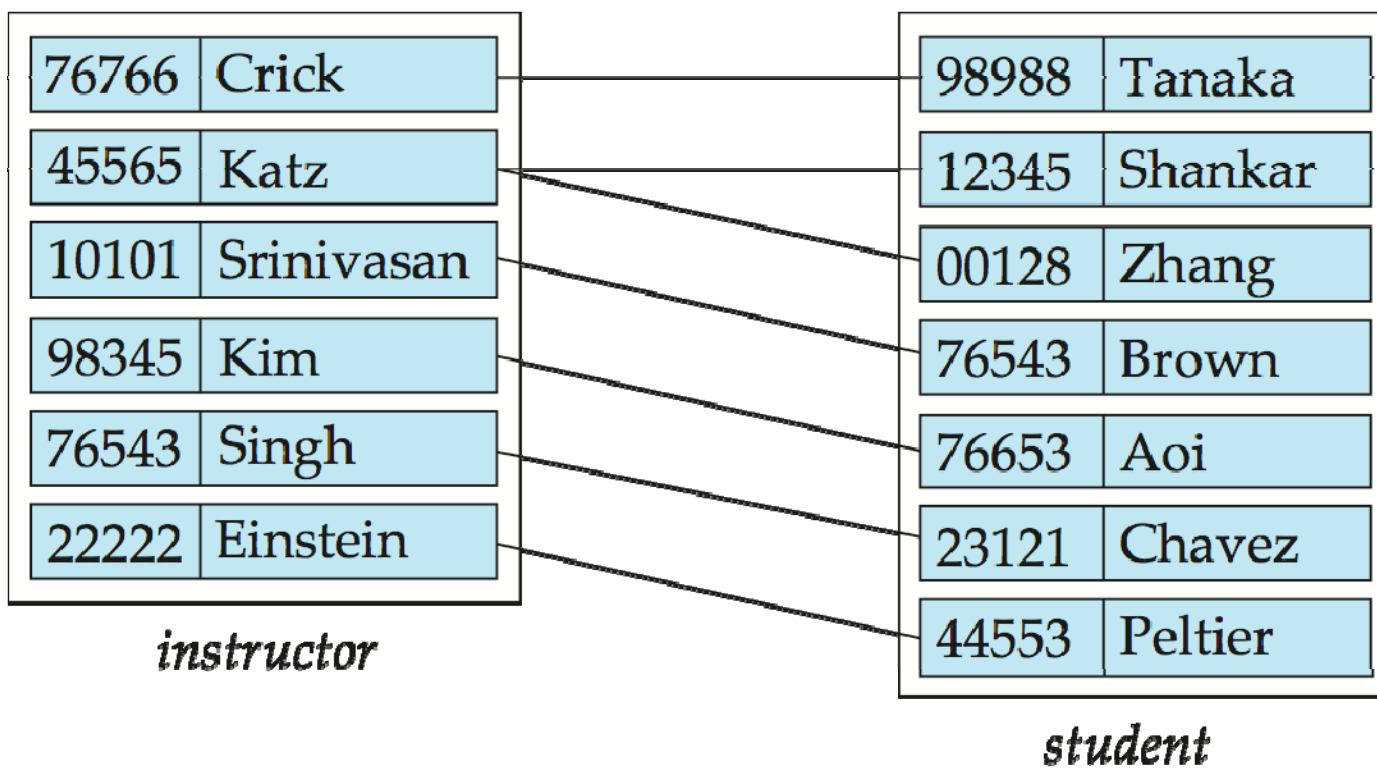 76766 Crick
45565 Katz
10101 Srinivasan
98345 Kim
76543 Singh
22222 Einstein
instructor
98988 Tanaka
12345 Shankar
00128 Zhang
76543 Brown
76653 Aoi
23121 Chavez
44553 Peltier
student